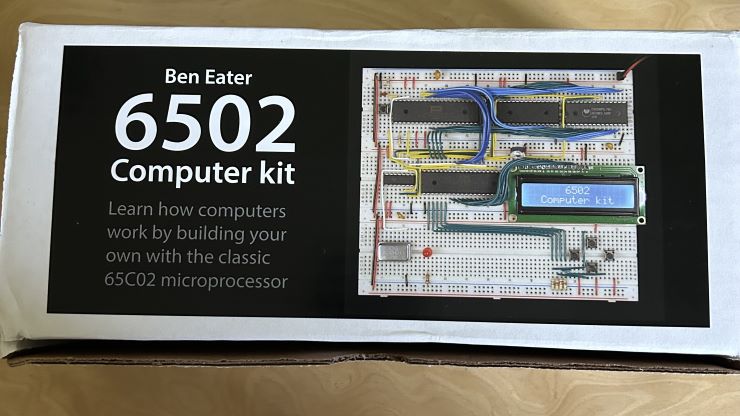 Ben Eater
6502
Computer kit
Learn how computers
work by building your
own with the classic
65C02 microprocessor
6502
Computer kit